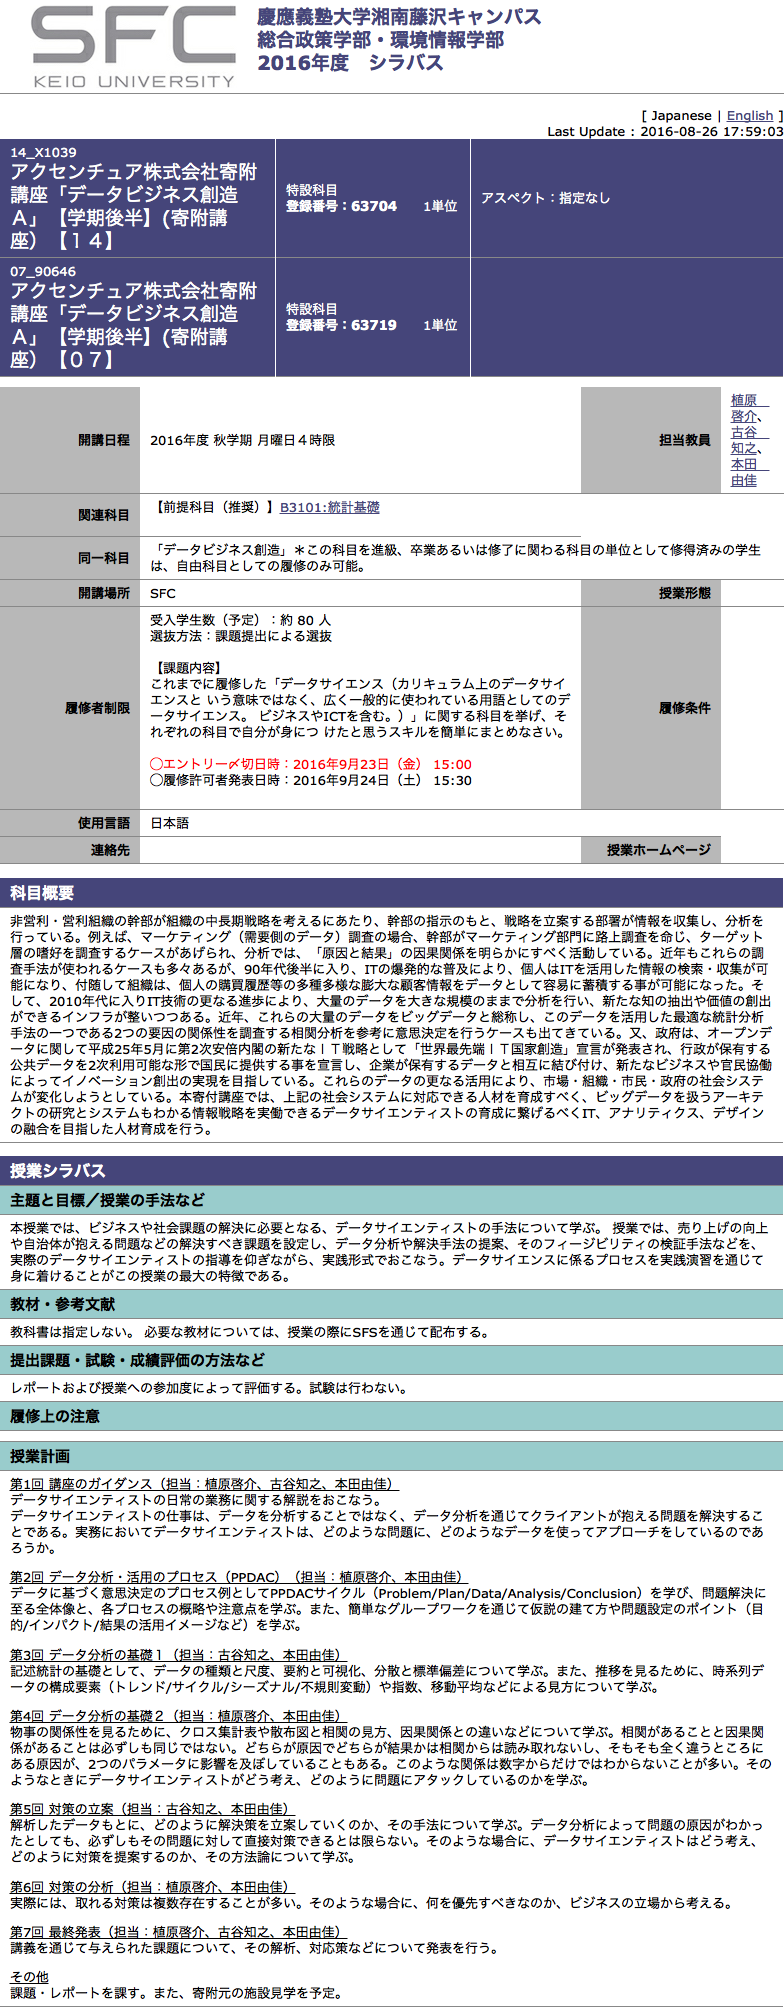 SFC
KEIO UNIVERSITY
慶應義塾大学湘南藤沢キャンパス
総合政策学部・環境情報学部
2016年度　シラバス
[ Japanese | English ]
Last Update : 2016-08-26 17:59:03
14_X1039
アクセンチュア株式会社寄附
講座「データビジネス創造
A」【学期後半】(寄附講
座）【１４】
特設科目
登録番号：63704　1単位
アスペクト：指定なし
07_90646
アクセンチュア株式会社寄附
講座「データビジネス創造
A」【学期後半】(寄附講
座）【０７】
特設科目
登録番号：63719　1単位
開講日程
2016年度 秋学期 月曜日４時限
担当教員
植原　
啓介、
古谷　
知之、
本田　
由佳
関連科目
【前提科目（推奨）】B3101:統計基礎
同一科目
「データビジネス創造」＊この科目を進級、卒業あるいは修了に関わる科目の単位として修得済みの学生
は、自由科目としての履修のみ可能。
開講場所
SFC
授業形態
履修者制限
受入学生数（予定）：約 80 人
選抜方法：課題提出による選抜
【課題内容】
これまでに履修した「データサイエンス（カリキュラム上のデータサイ
エンスと いう意味ではなく、広く一般的に使われている用語としてのデ
ータサイエンス。 ビジネスやICTを含む。）」に関する科目を挙げ、そ
れぞれの科目で自分が身につ けたと思うスキルを簡単にまとめなさい。
◯エントリー〆切日時：2016年9月23日（金） 15:00
◯履修許可者発表日時：2016年9月24日（土） 15:30
履修条件
使用言語
日本語
連絡先
授業ホームページ
科目概要
非営利・営利組織の幹部が組織の中長期戦略を考えるにあたり、幹部の指示のもと、戦略を立案する部署が情報を収集し、分析を
行っている。例えば、マーケティング（需要側のデータ）調査の場合、幹部がマーケティング部門に路上調査を命じ、ターゲット
層の嗜好を調査するケースがあげられ、分析では、「原因と結果」の因果関係を明らかにすべく活動している。近年もこれらの調
査手法が使われるケースも多々あるが、90年代後半に入り、ITの爆発的な普及により、個人はITを活用した情報の検索・収集が可
能になり、付随して組織は、個人の購買履歴等の多種多様な膨大な顧客情報をデータとして容易に蓄積する事が可能になった。そ
して、2010年代に入りIT技術の更なる進歩により、大量のデータを大きな規模のままで分析を行い、新たな知の抽出や価値の創出
ができるインフラが整いつつある。近年、これらの大量のデータをビッグデータと総称し、このデータを活用した最適な統計分析
手法の一つである2つの要因の関係性を調査する相関分析を参考に意思決定を行うケースも出てきている。又、政府は、オープンデ
ータに関して平成25年5月に第2次安倍内閣の新たなＩＴ戦略として「世界最先端ＩＴ国家創造」宣言が発表され、行政が保有する
公共データを2次利用可能な形で国民に提供する事を宣言し、企業が保有するデータと相互に結び付け、新たなビジネスや官民協働
によってイノベーション創出の実現を目指している。これらのデータの更なる活用により、市場・組織・市民・政府の社会システ
ムが変化しようとしている。本寄付講座では、上記の社会システムに対応できる人材を育成すべく、ビッグデータを扱うアーキテ
クトの研究とシステムもわかる情報戦略を実働できるデータサイエンティストの育成に繋げるべくIT、アナリティクス、デザイン
の融合を目指した人材育成を行う。
授業シラバス
主題と目標／授業の手法など
本授業では、ビジネスや社会課題の解決に必要となる、データサイエンティストの手法について学ぶ。 授業では、売り上げの向上
や自治体が抱える問題などの解決すべき課題を設定し、データ分析や解決手法の提案、そのフィージビリティの検証手法などを、
実際のデータサイエンティストの指導を仰ぎながら、実践形式でおこなう。データサイエンスに係るプロセスを実践演習を通じて
身に着けることがこの授業の最大の特徴である。
教材・参考文献
教科書は指定しない。 必要な教材については、授業の際にSFSを通じて配布する。
提出課題・試験・成績評価の方法など
レポートおよび授業への参加度によって評価する。試験は行わない。
履修上の注意
授業計画
第1回 講座のガイダンス（担当：植原啓介、古谷知之、本田由佳）
データサイエンティストの日常の業務に関する解説をおこなう。
データサイエンティストの仕事は、データを分析することではなく、データ分析を通じてクライアントが抱える問題を解決するこ
とである。実務においてデータサイエンティストは、どのような問題に、どのようなデータを使ってアプローチをしているのであ
ろうか。
第2回 データ分析・活用のプロセス（PPDAC）（担当：植原啓介、本田由佳）
データに基づく意思決定のプロセス例としてPPDACサイクル（Problem/Plan/Data/Analysis/Conclusion）を学び、問題解決に
至る全体像と、各プロセスの概略や注意点を学ぶ。また、簡単なグループワークを通じて仮説の建て方や問題設定のポイント（目
的/インパクト/結果の活用イメージなど）を学ぶ。
第3回 データ分析の基礎１（担当：古谷知之、本田由佳）
記述統計の基礎として、データの種類と尺度、要約と可視化、分散と標準偏差について学ぶ。また、推移を見るために、時系列デ
ータの構成要素（トレンド/サイクル/シーズナル/不規則変動）や指数、移動平均などによる見方について学ぶ。
第4回 データ分析の基礎２（担当：植原啓介、本田由佳）
物事の関係性を見るために、クロス集計表や散布図と相関の見方、因果関係との違いなどについて学ぶ。相関があることと因果関
係があることは必ずしも同じではない。どちらが原因でどちらが結果かは相関からは読み取れないし、そもそも全く違うところに
ある原因が、2つのパラメータに影響を及ぼしていることもある。このような関係は数字からだけではわからないことが多い。その
ようなときにデータサイエンティストがどう考え、どのように問題にアタックしているのかを学ぶ。
第5回 対策の立案（担当：古谷知之、本田由佳）
解析したデータもとに、どのように解決策を立案していくのか、その手法について学ぶ。データ分析によって問題の原因がわかっ
たとしても、必ずしもその問題に対して直接対策できるとは限らない。そのような場合に、データサイエンティストはどう考え、
どのように対策を提案するのか、その方法論について学ぶ。
第6回 対策の分析（担当：植原啓介、本田由佳）
実際には、取れる対策は複数存在することが多い。そのような場合に、何を優先すべきなのか、ビジネスの立場から考える。
第7回 最終発表（担当：植原啓介、古谷知之、本田由佳）
講義を通じて与えられた課題について、その解析、対応策などについて発表を行う。
その他
課題・レポートを課す。また、寄附元の施設見学を予定。